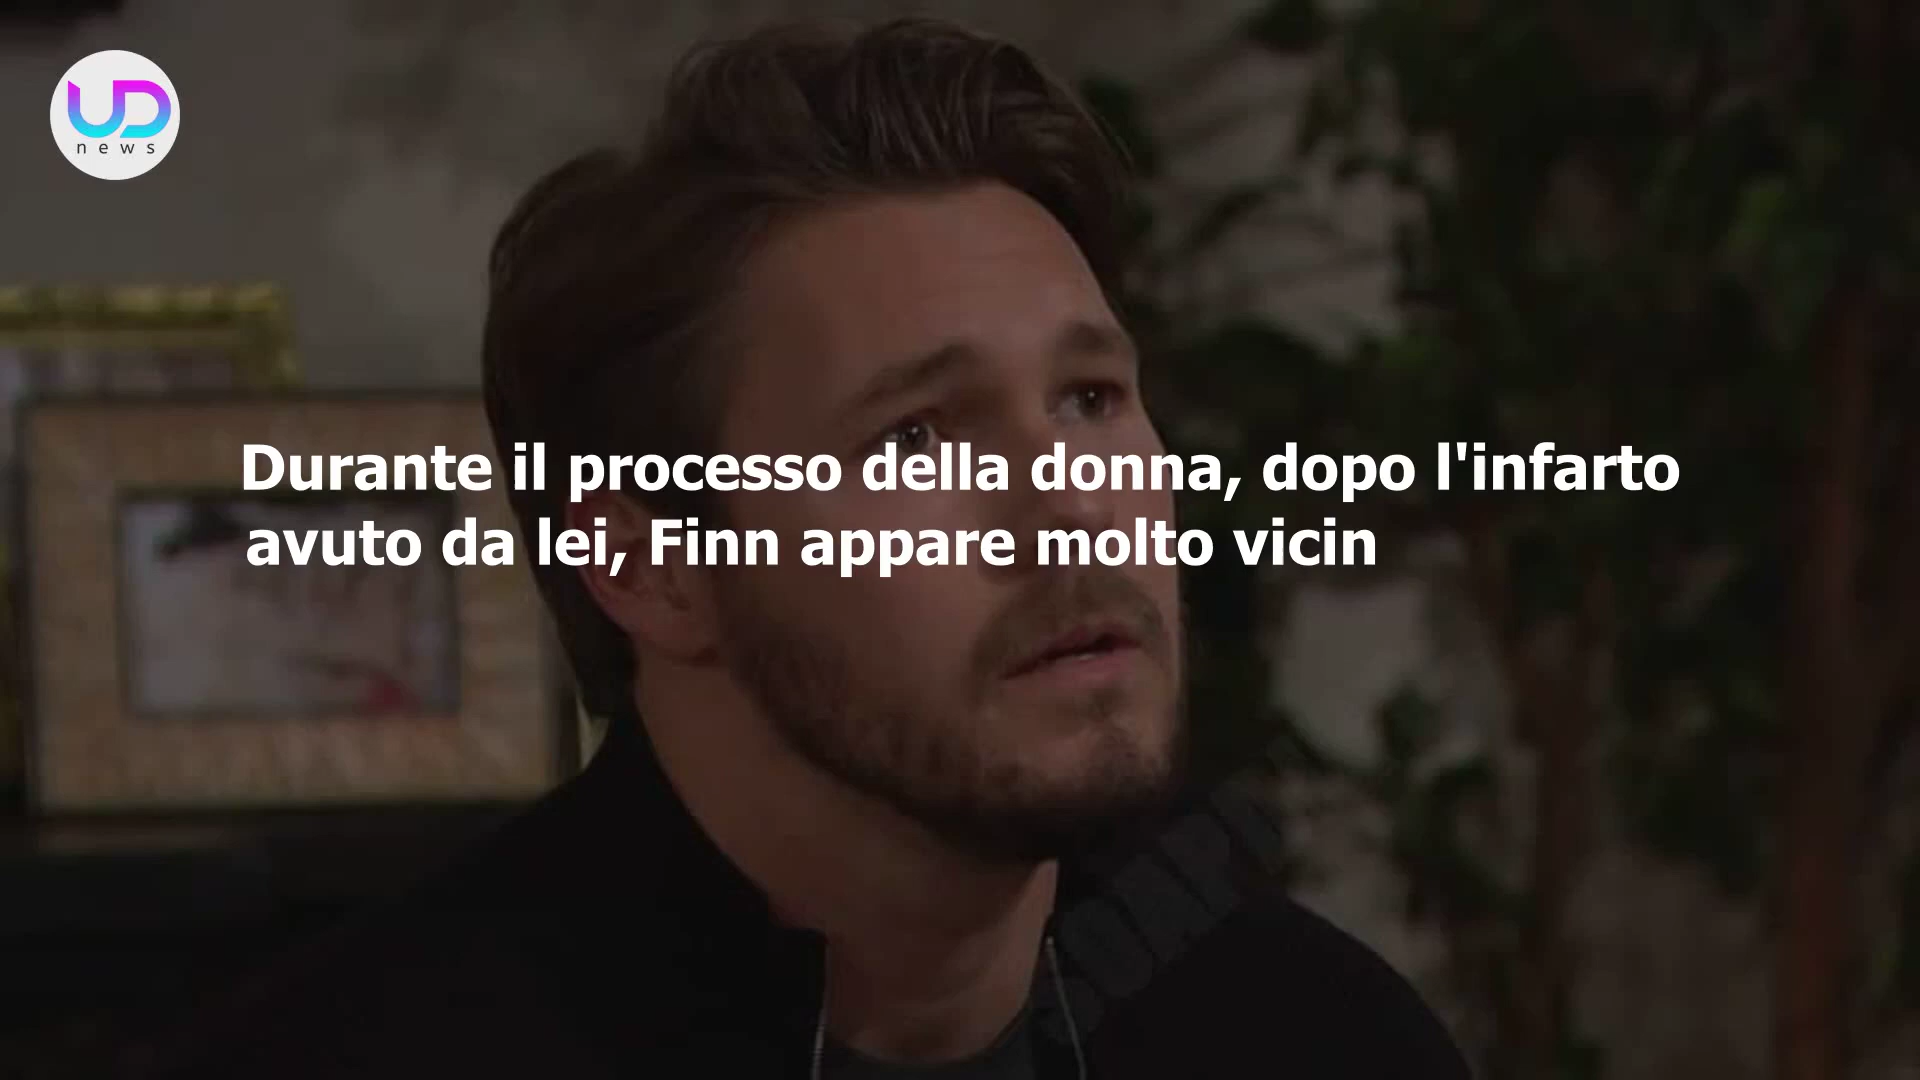 UD
news
Durante il processo della donna, dopo l'infarto
avuto da lei, Finn appare molto vicin